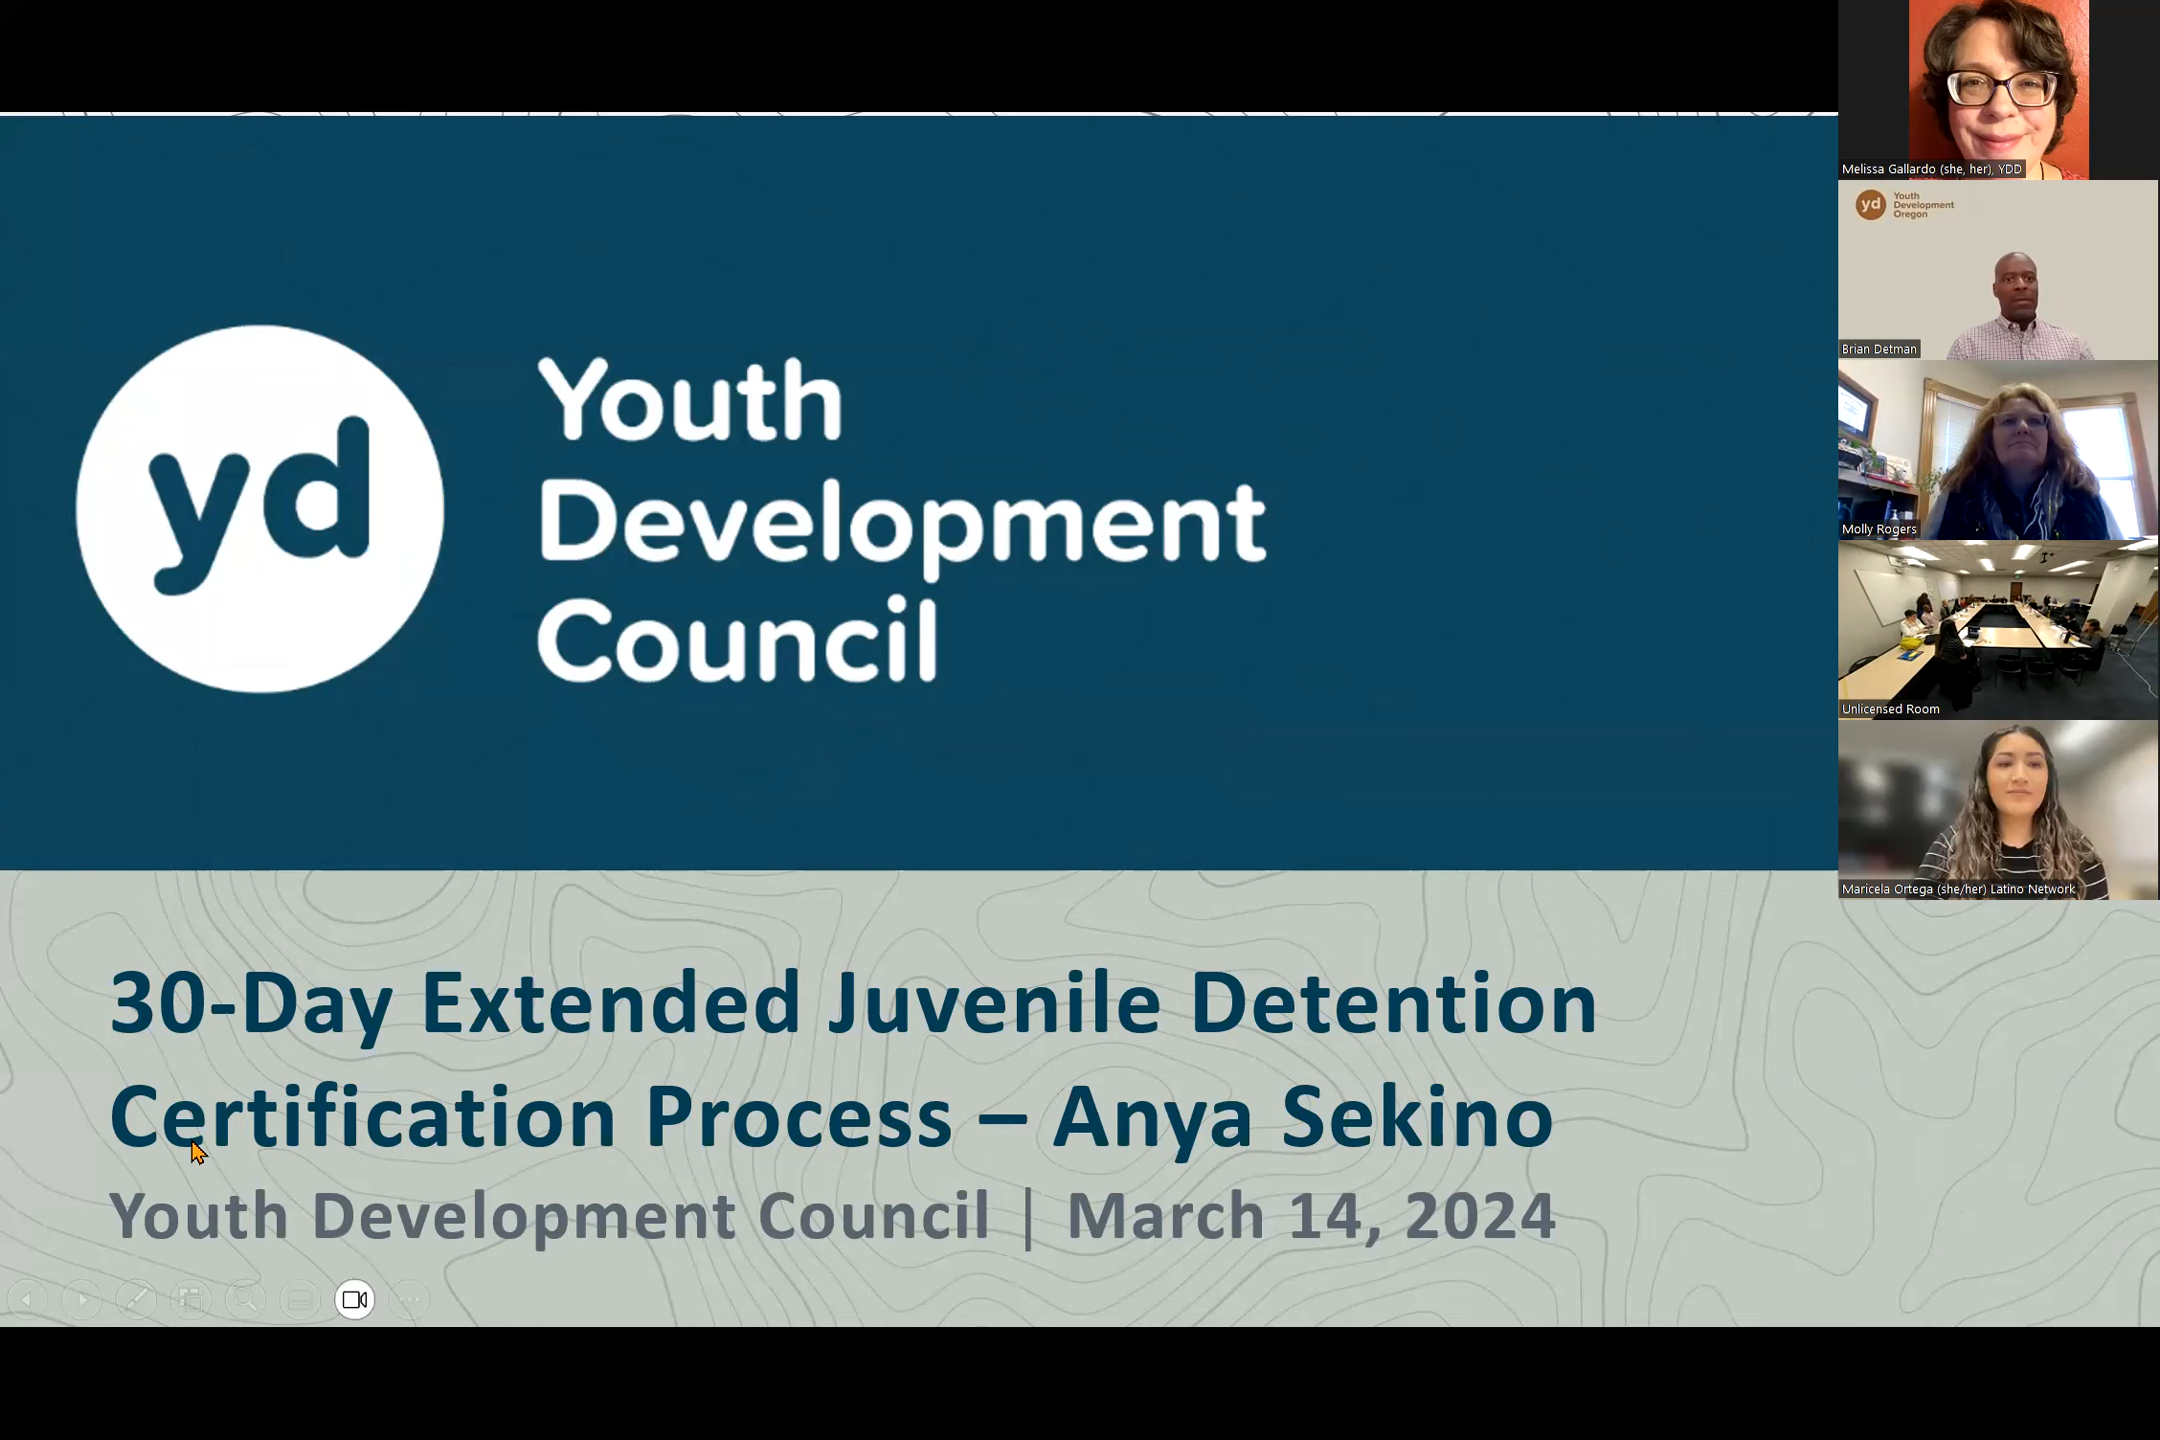 yd
Youth
Development
Council
30-Day Extended Juvenile Detention
Certification Process – Anya Sekino
Youth Development Council | March 14, 2024
Melissa Gallardo (she, her), YDD
yd
Youth
Development
Oregon
Brian Detman
Molly Rogers
Unlicensed Room
Maricela Ortega (she/her) Latino Network